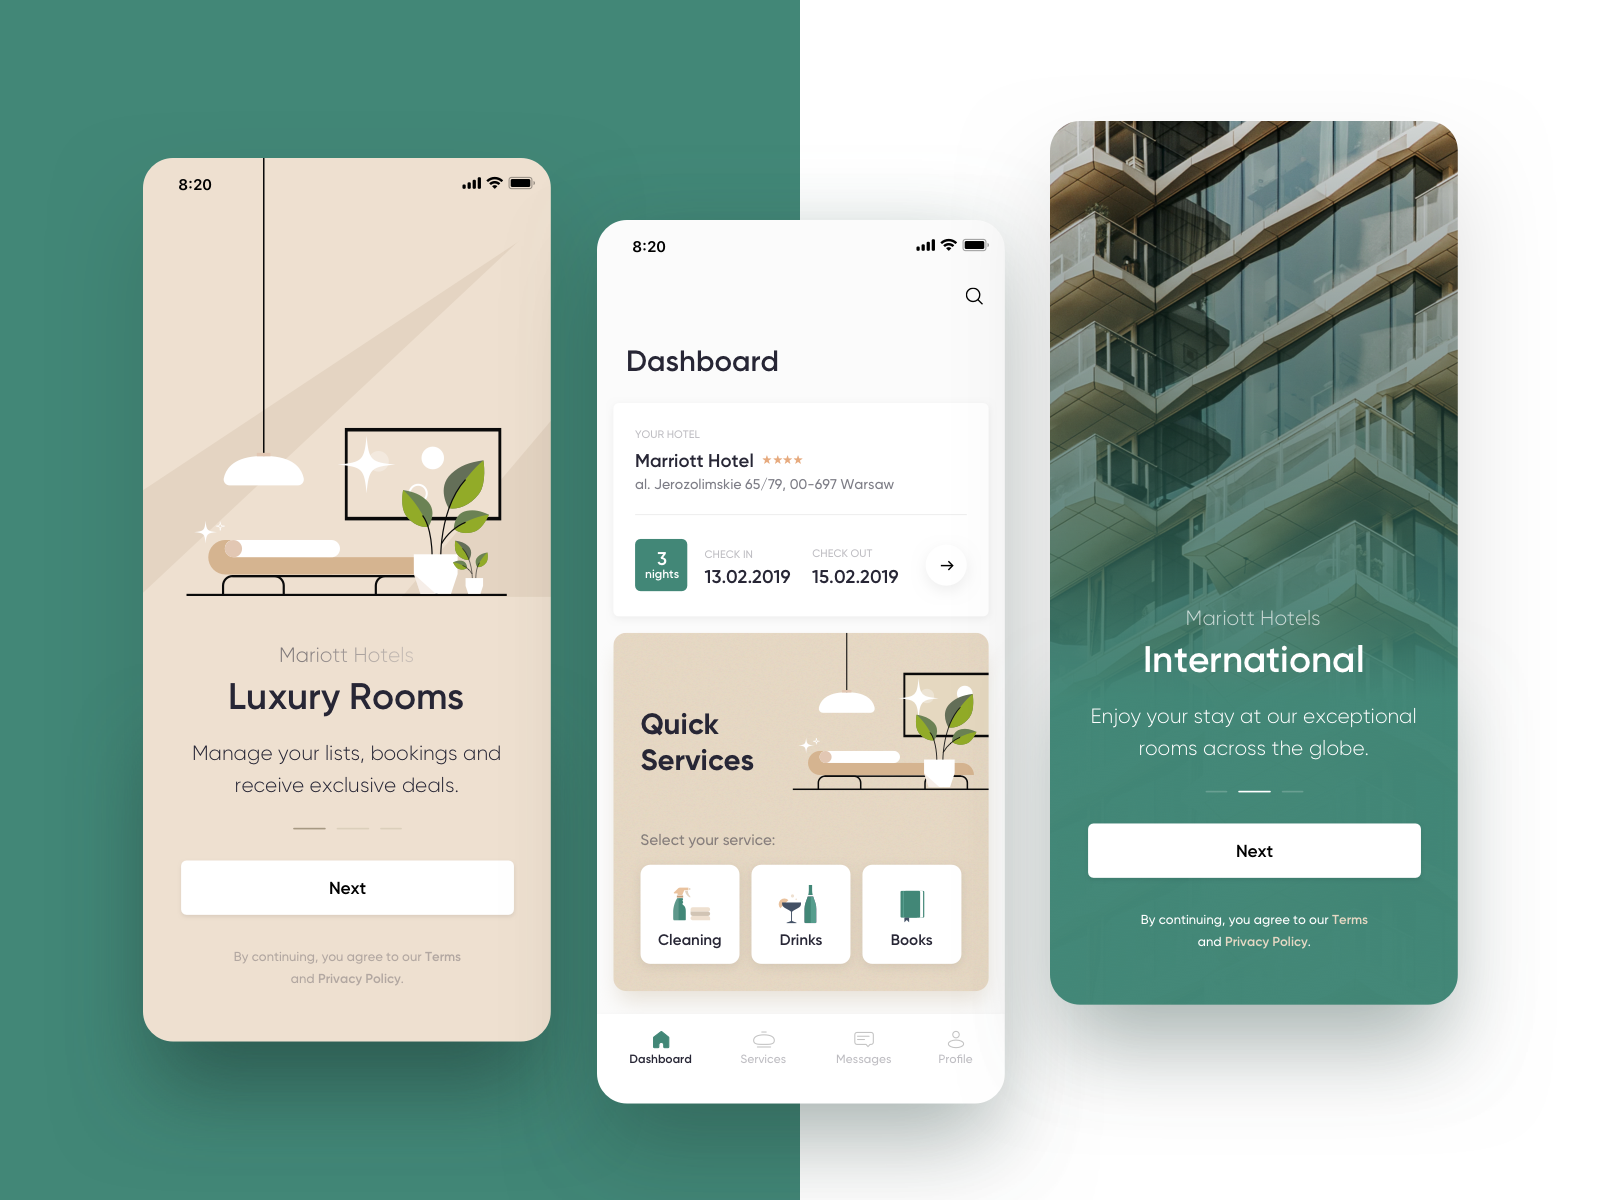 8:20
Mariott Hotels
Luxury Rooms
Manage your lists, bookings and
receive exclusive deals.
Next
By continuing, you agree to our Terms
and Privacy Policy.
8:20
Dashboard
YOUR HOTEL
Marriott Hotel
al. Jerozolimskie 65/79, 00-697 Warsaw
3
nights
CHECK IN
13.02.2019
CHECK OUT
15.02.2019
Quick
Services
Select your service:
Cleaning
Drinks
Books
Dashboard
Services
Messages
Profile
Mariott Hotels
International
Enjoy your stay at our exceptional
rooms across the globe.
Next
By continuing, you agree to our Terms
and Privacy Policy.